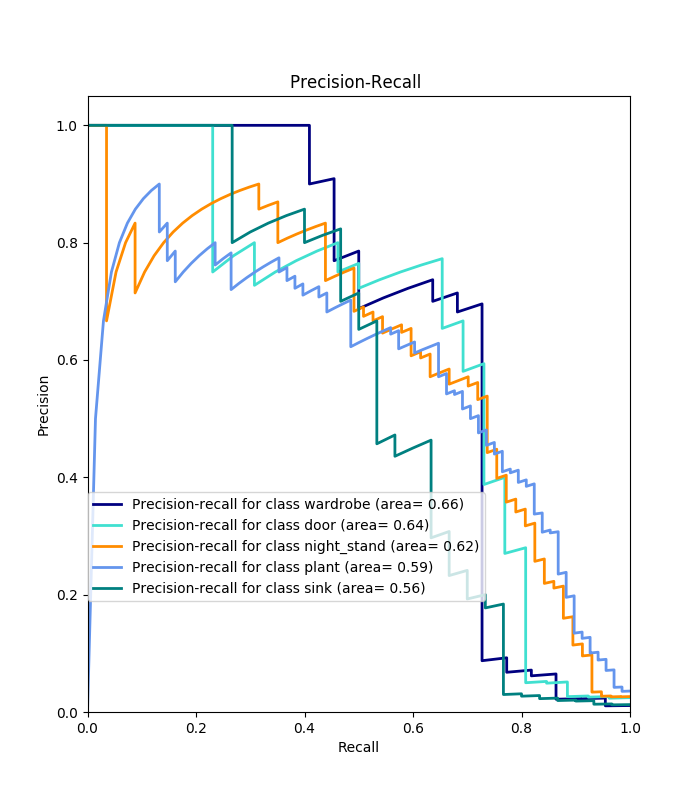 Precision-Recall
1.0
0.8
0.6
0.4
0.2
0.0
Precision
Precision-recall for class wardrobe (area= 0.66)
Precision-recall for class door (area= 0.64)
Precision-recall for class night_stand (area= 0.62)
Precision-recall for class plant (area= 0.59)
Precision-recall for class sink (area= 0.56)
0.0 0.2 0.4 0.6 0.8 1.0
Recall